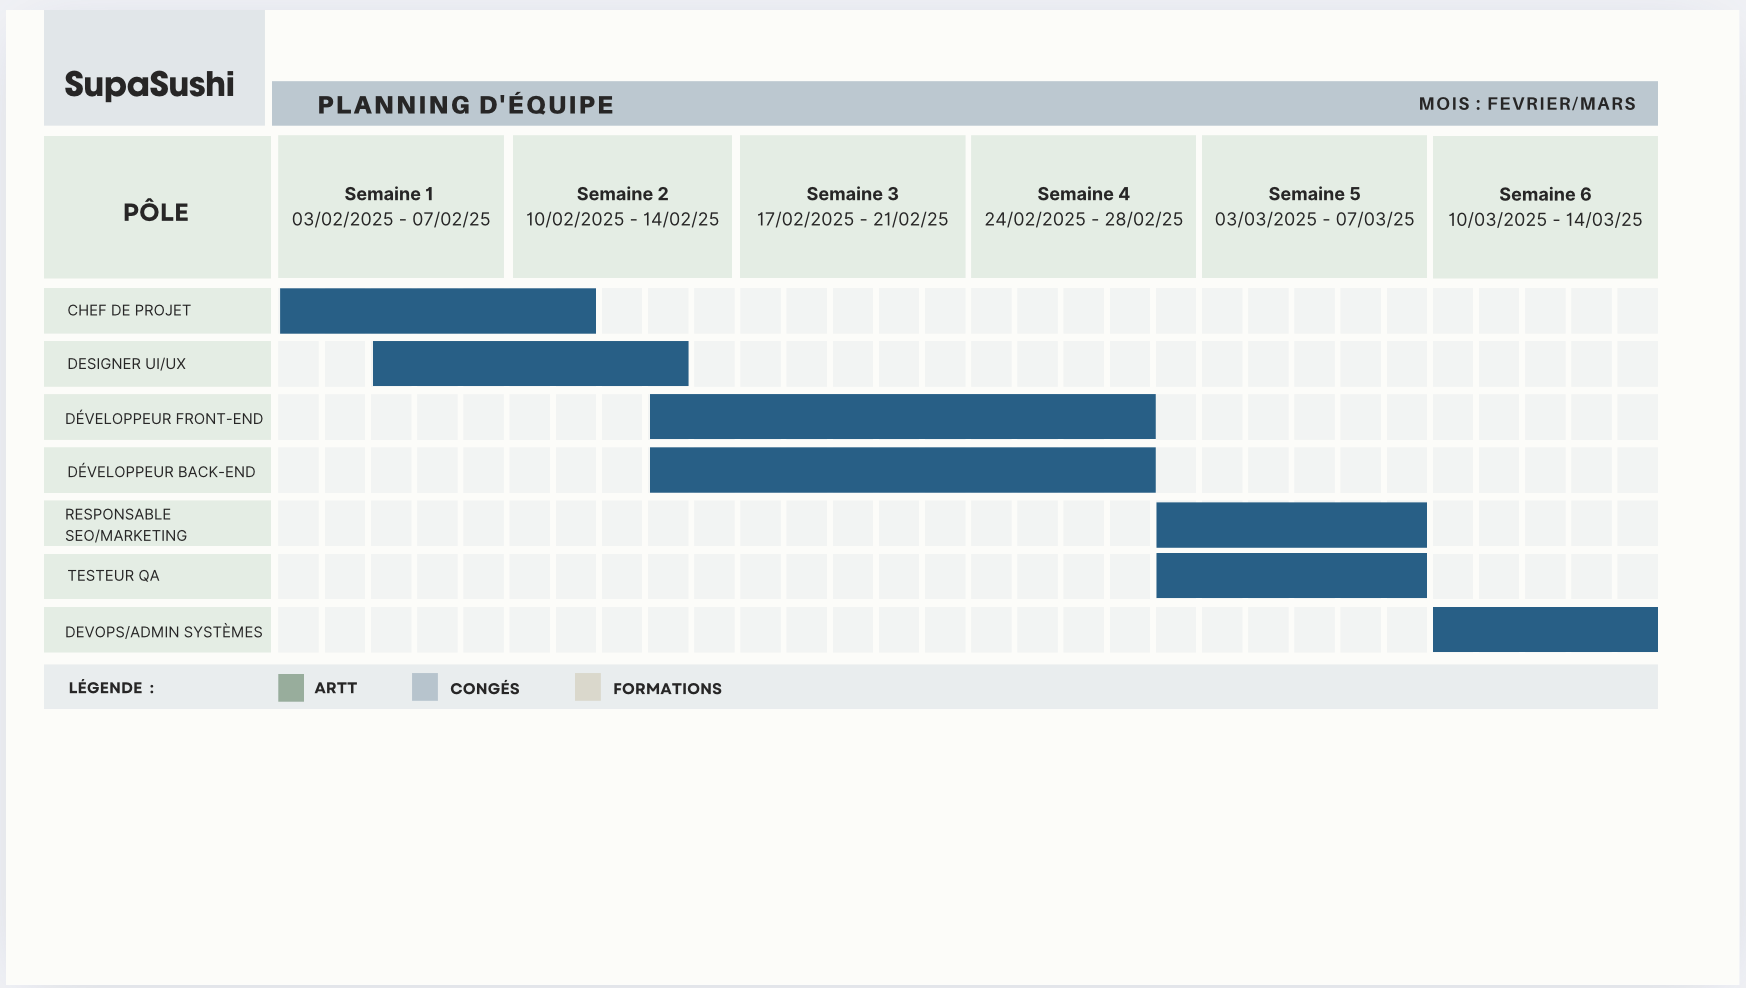 SupaSushi
PLANNING D'ÉQUIPE
MOIS : FEVRIER/MARS
PÔLE
Semaine 1
03/02/2025 - 07/02/25
Semaine 2
10/02/2025 - 14/02/25
Semaine 3
17/02/2025 - 21/02/25
Semaine 4
24/02/2025 - 28/02/25
Semaine 5
03/03/2025 - 07/03/25
Semaine 6
10/03/2025 - 14/03/25
CHEF DE PROJET
DESIGNER UI/UX
DÉVELOPPEUR FRONT-END
DÉVELOPPEUR BACK-END
RESPONSABLE
SEO/MARKETING
TESTEUR QA
DEVOPS/ADMIN SYSTÈMES
LÉGENDE :
ARTT
CONGÉS
FORMATIONS